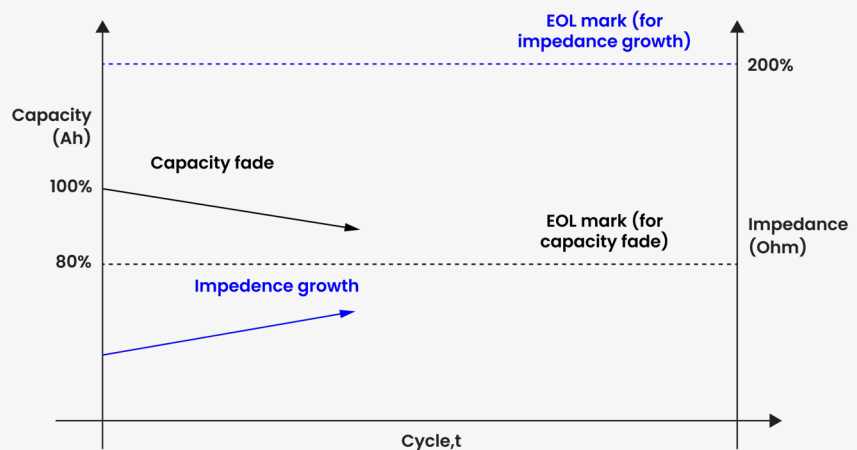 EOL mark (for
impedance growth)
200%
Capacity
(Ah)
Capacity fade
100%
EOL mark (for
capacity fade)
Impedance
(Ohm)
80%
Impedence growth
Cycle,t